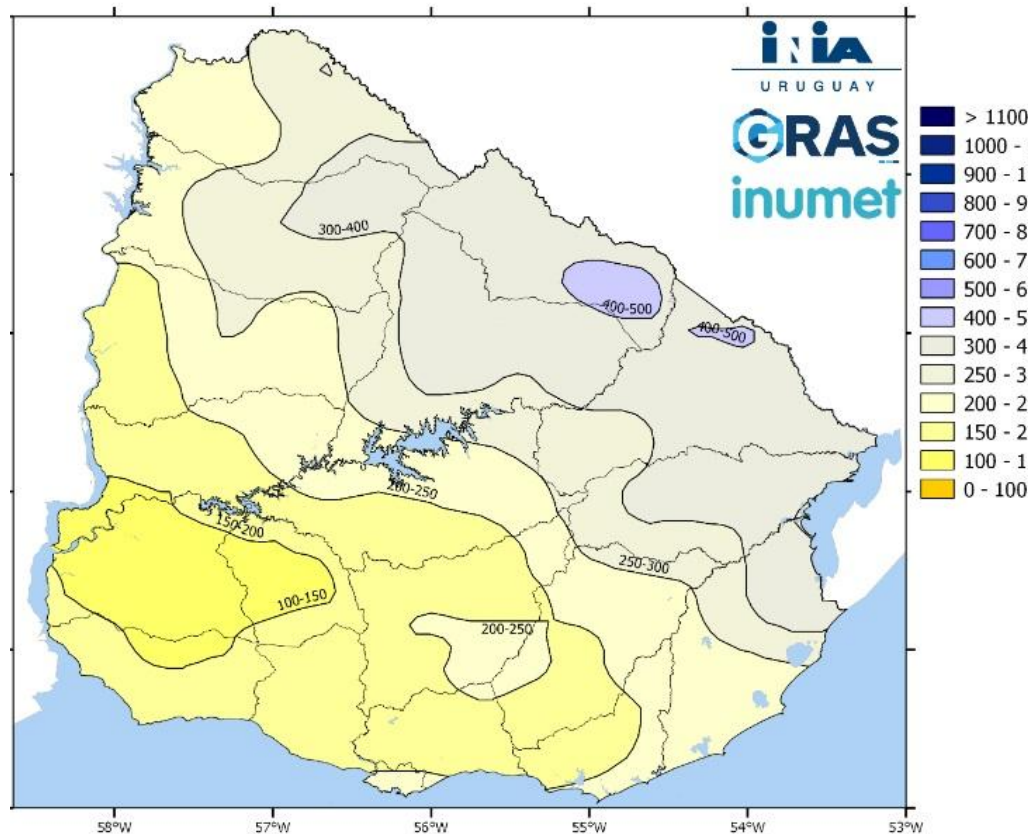 INIA
URUGUAY
GRAS
inumet
> 1100
1000 -
900 - 1
800 - 9
700 - 8
600 - 7
500 - 6
400 - 5
300 - 4
250 - 3
200 - 2
150 - 2
100 - 1
0 - 100
300-400
400-500
400-500
200-250
150-200
250-300
100-150
200-250
58°W
57°W
56°W
55°W
54°W
53°W